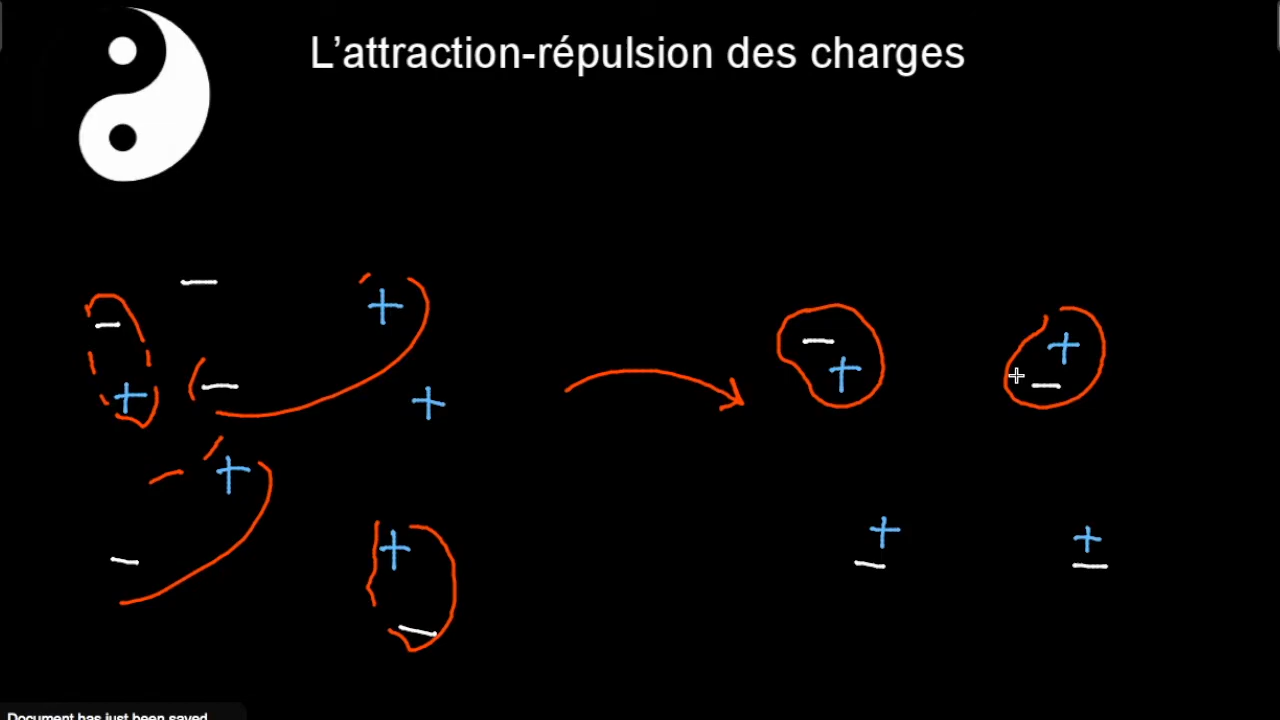 L'attraction-répulsion des charges
−
− +
+ − +
+
− + −
− +
+ −
+ +
− −
Document has just been saved